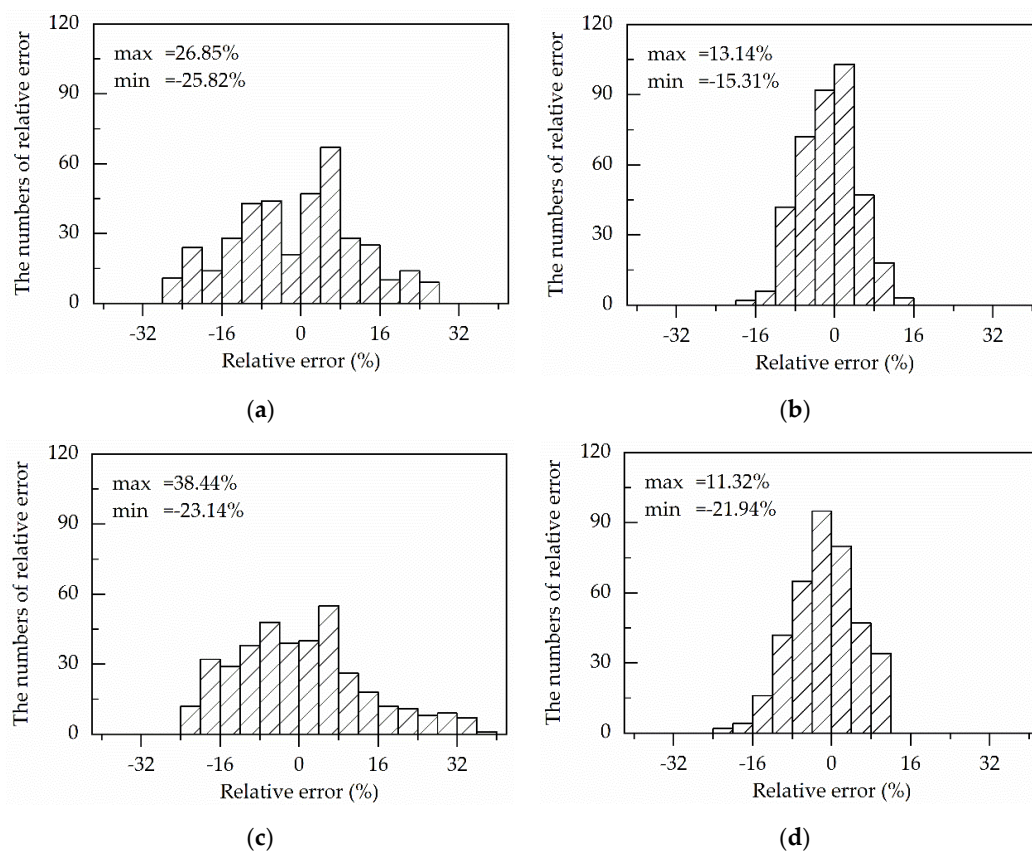 The numbers of relative error
120
90
60
30
0
max =26.85%
min =-25.82%
-32 -16 0 16 32
Relative error (%)
(a)
The numbers of relative error
120
90
60
30
0
max =13.14%
min =-15.31%
-32 -16 0 16 32
Relative error (%)
(b)
The numbers of relative error
120
90
60
30
0
max =38.44%
min =-23.14%
-32 -16 0 16 32
Relative error (%)
(c)
The numbers of relative error
120
90
60
30
0
max =11.32%
min =-21.94%
-32 -16 0 16 32
Relative error (%)
(d)